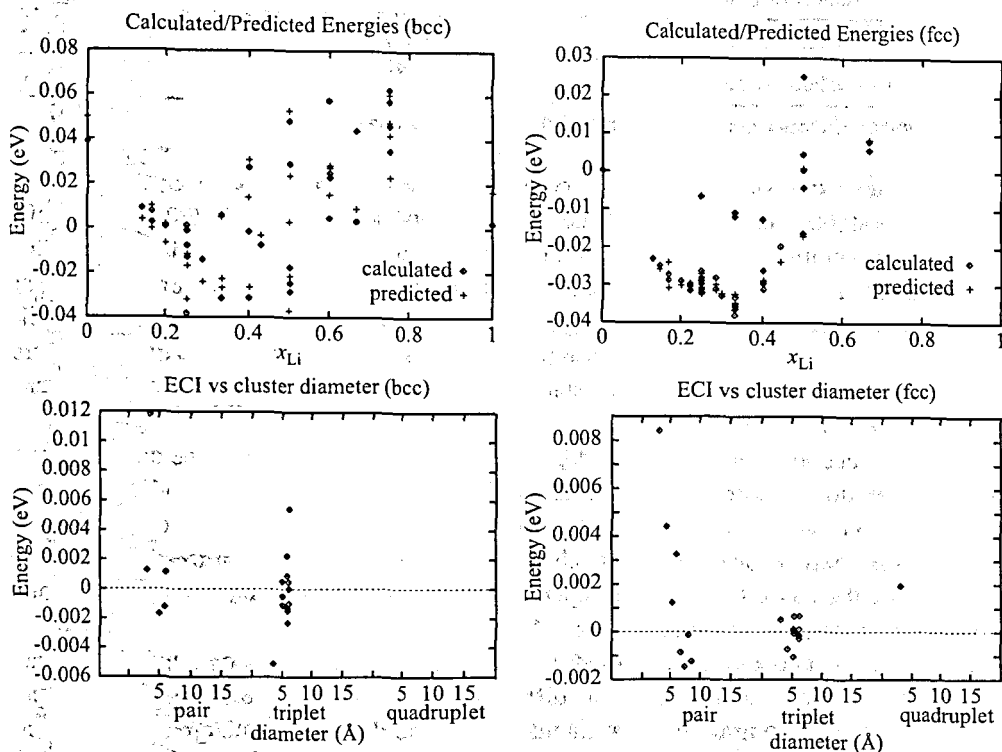 Calculated/Predicted Energies (bcc)
0.08
0.06
0.04
0.02
0
-0.02
-0.04
Energy (eV)
calculated
predicted
0
0.2
0.4
0.6
0.8
1
xLi
Calculated/Predicted Energies (fcc)
0.03
0.02
0.01
0
-0.01
-0.02
-0.03
-0.04
Energy (eV)
calculated
predicted
0
0.2
0.4
0.6
0.8
1
xLi
ECI vs cluster diameter (bcc)
0.012
0.01
0.008
0.006
0.004
0.002
0
-0.002
-0.004
-0.006
Energy (eV)
5 10 15
5 10 15
5 10 15
pair
triplet
quadruplet
diameter (Å)
ECI vs cluster diameter (fcc)
0.008
0.006
0.004
0.002
0
-0.002
Energy (eV)
5 10 15
5 10 15
5 10 15
pair
triplet
quadruplet
diameter (Å)